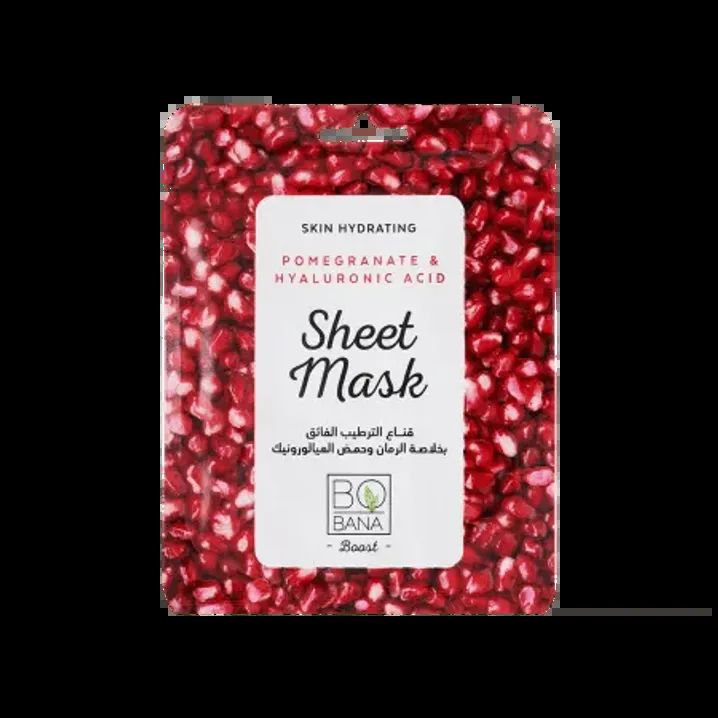 SKIN HYDRATING
POMEGRANATE &
HYALURONIC ACID
Sheet
Mask
قناع الترطيب الفائق
بخلاصة الرمان وحمض الهيالورونيك
BO
BANA
- Boost -